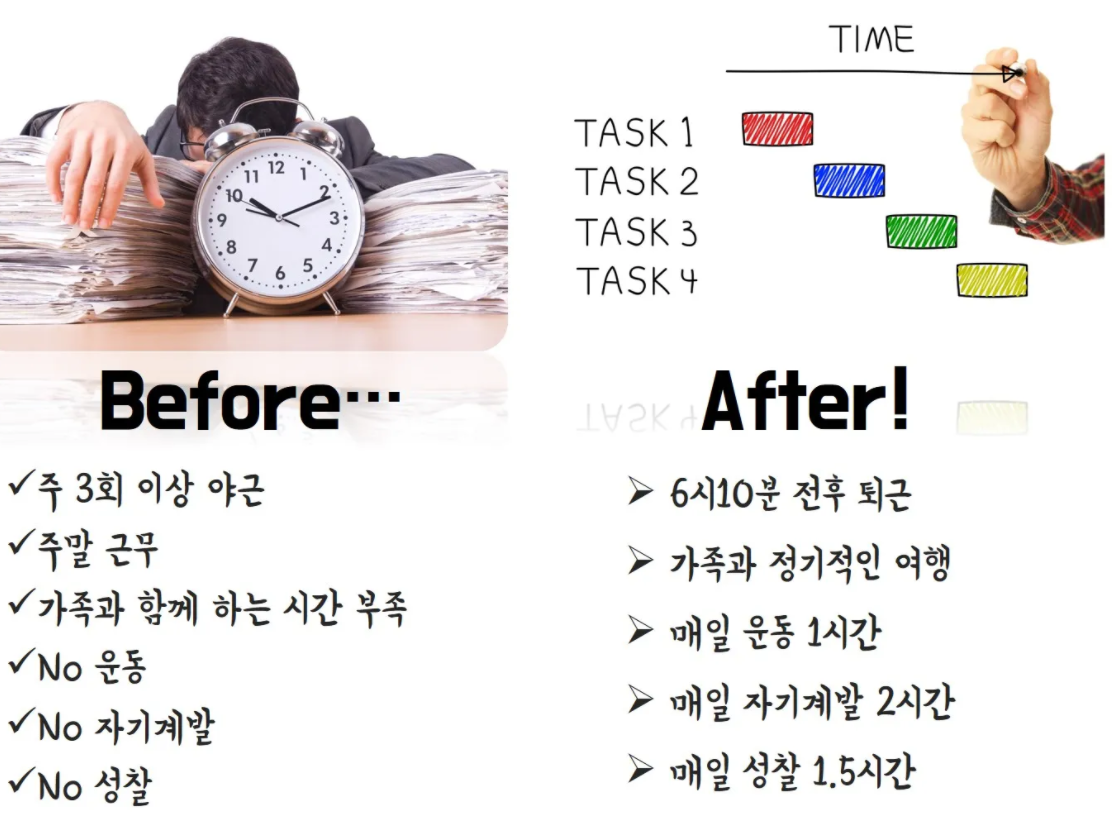 12
1
2
3
4
5
6
7
8
9
10
11
TIME
TASK 1
TASK 2
TASK 3
TASK 4
Before…
✓주 3회 이상 야근
✓주말 근무
✓가족과 함께 하는 시간 부족
✓No 운동
✓No 자기계발
✓No 성찰
After!
➢ 6시10분 전후 퇴근
➢ 가족과 정기적인 여행
➢ 매일 운동 1시간
➢ 매일 자기계발 2시간
➢ 매일 성찰 1.5시간